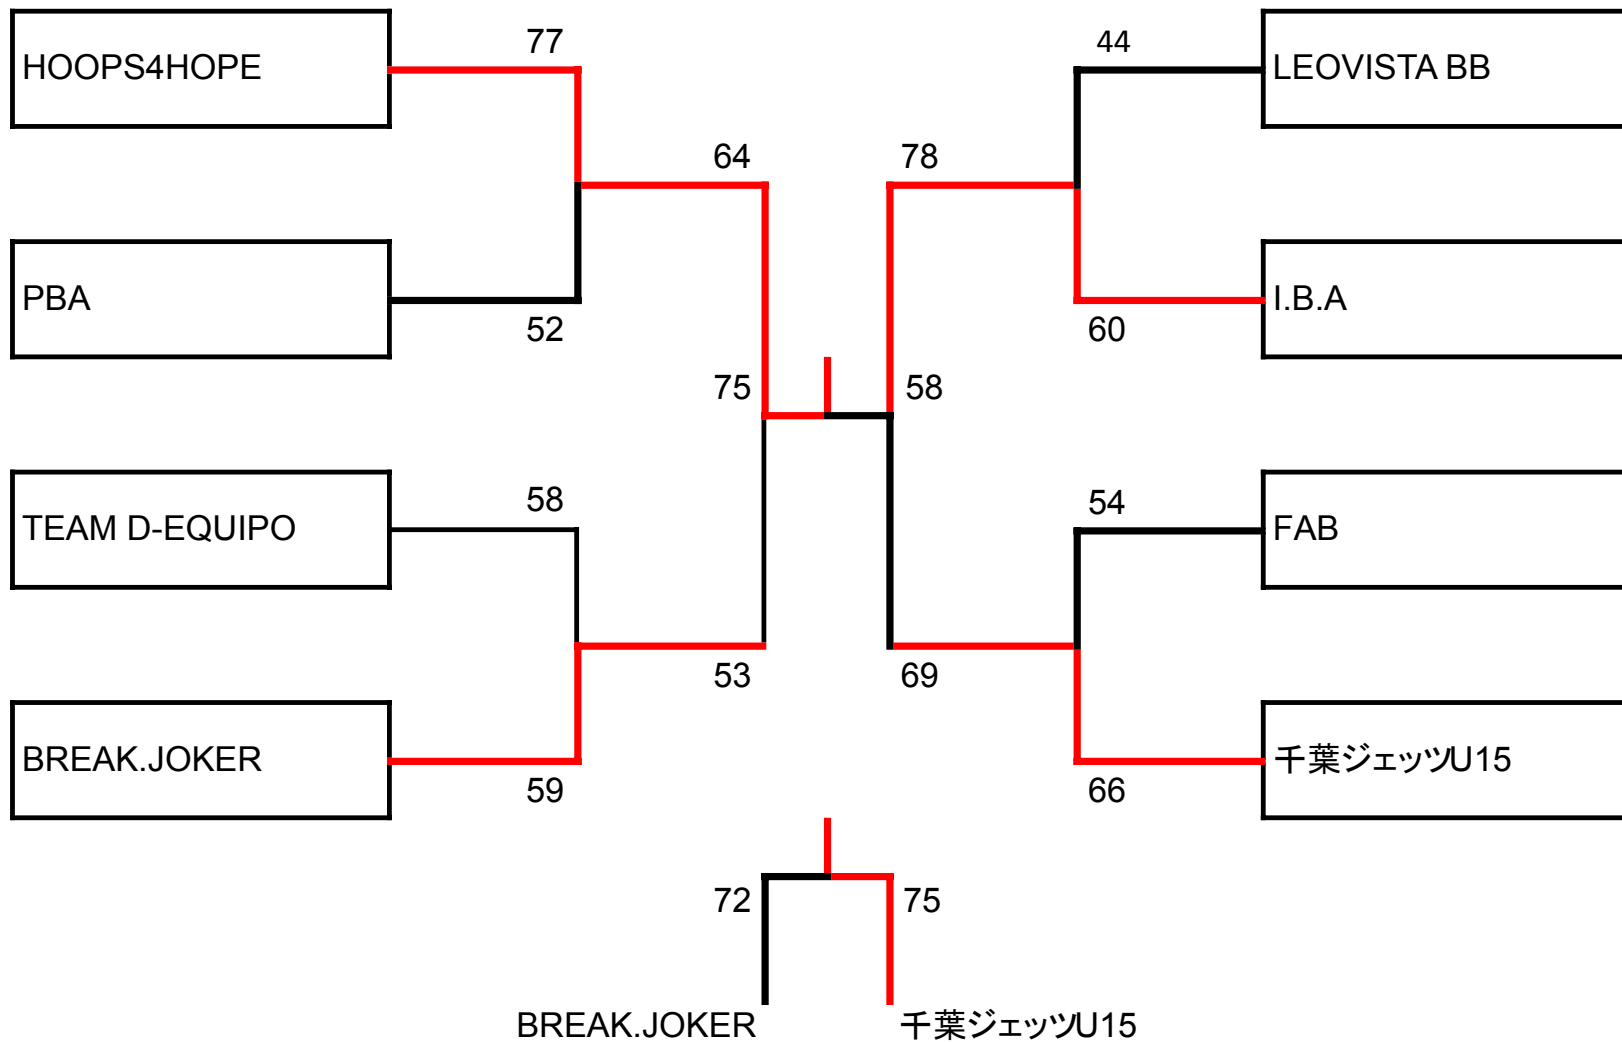 77
44
HOOPS4HOPE
LEOVISTA BB
64
78
PBA
I.B.A
52
60
75
58
58
54
TEAM D-EQUIPO
FAB
53
69
BREAK.JOKER
千葉ジェッツU15
59
66
72
75
BREAK.JOKER
千葉ジェッツU15